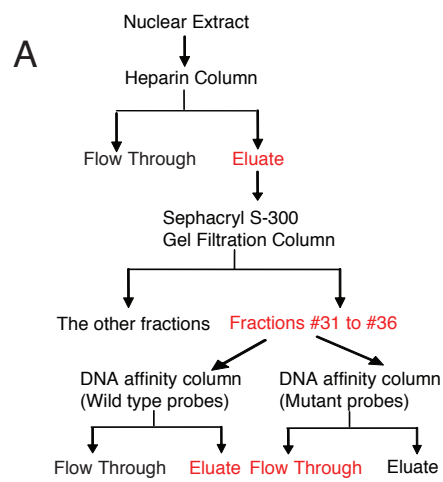 A
Nuclear Extract
Heparin Column
Flow Through
Eluate
Sephacryl S-300
Gel Filtration Column
The other fractions
Fractions #31 to #36
DNA affinity column
(Wild type probes)
DNA affinity column
(Mutant probes)
Flow Through
Eluate
Flow Through
Eluate